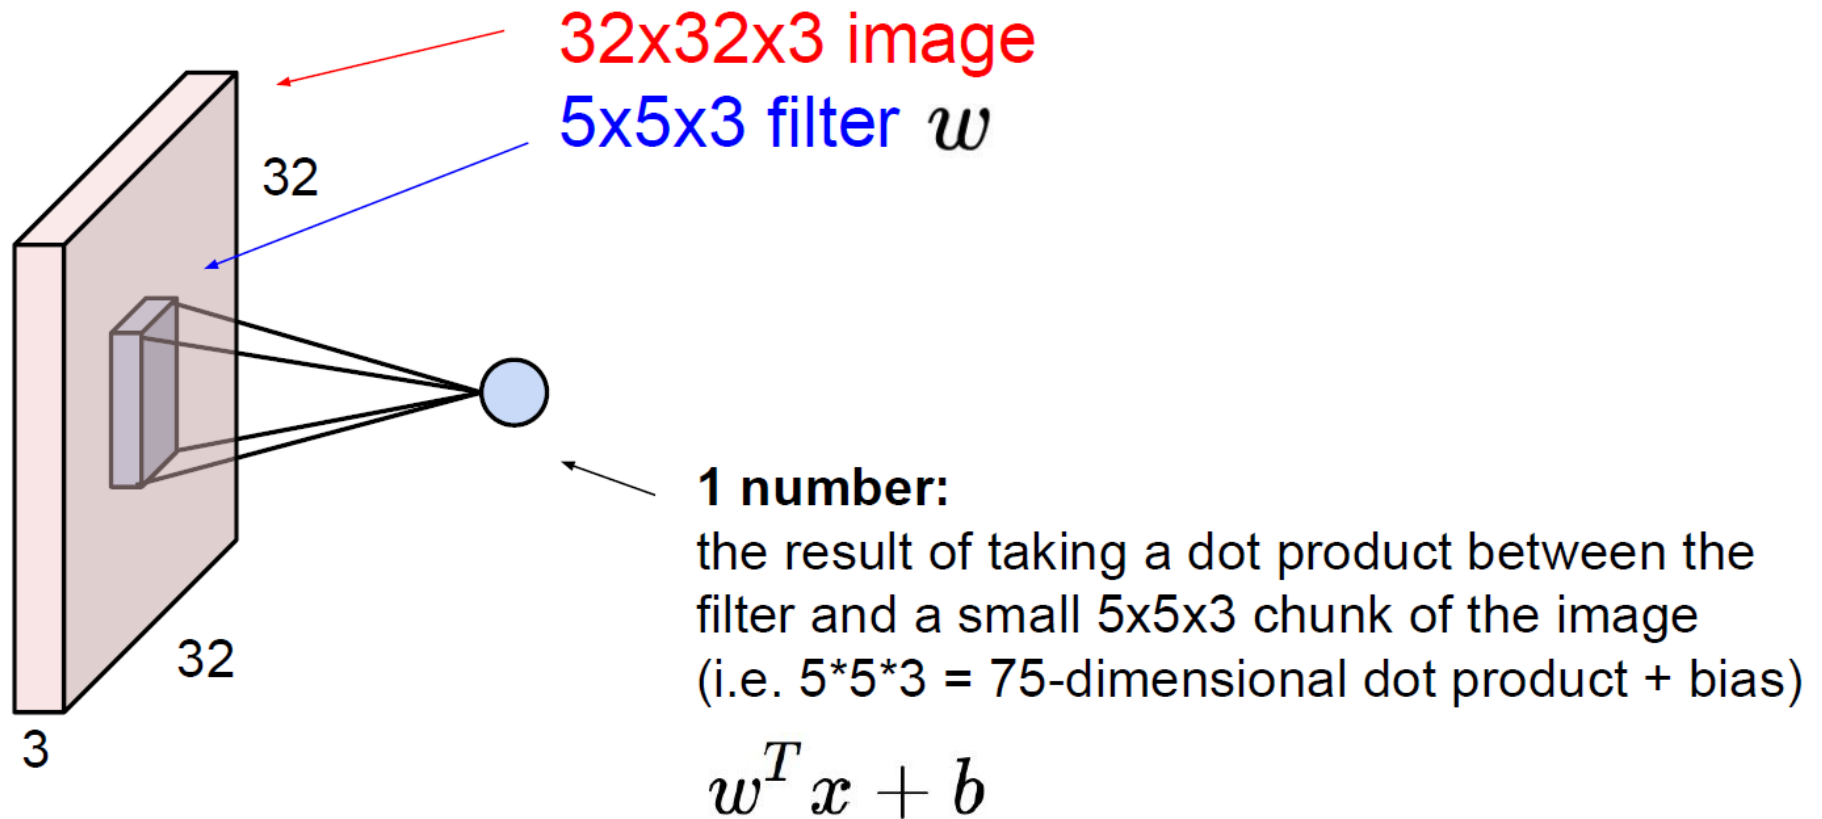 32x32x3 image
5x5x3 filter w
32
32
3
1 number:
the result of taking a dot product between the
filter and a small 5x5x3 chunk of the image
(i.e. 5*5*3 = 75-dimensional dot product + bias)
w^T x + b